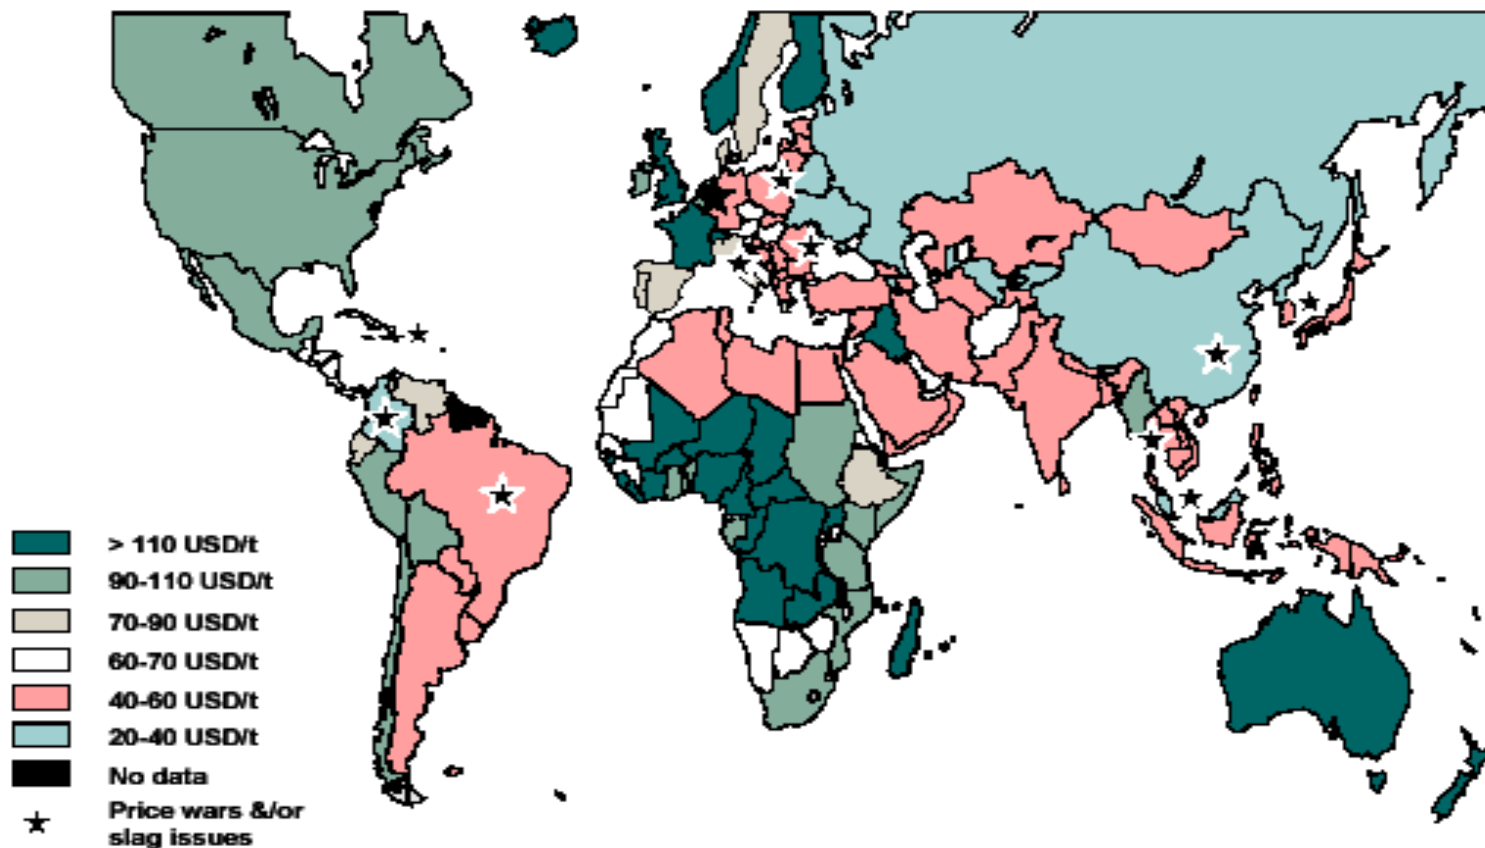 > 110 USD/t
90-110 USD/t
70-90 USD/t
60-70 USD/t
40-60 USD/t
20-40 USD/t
No data
Price wars &/or
slag issues